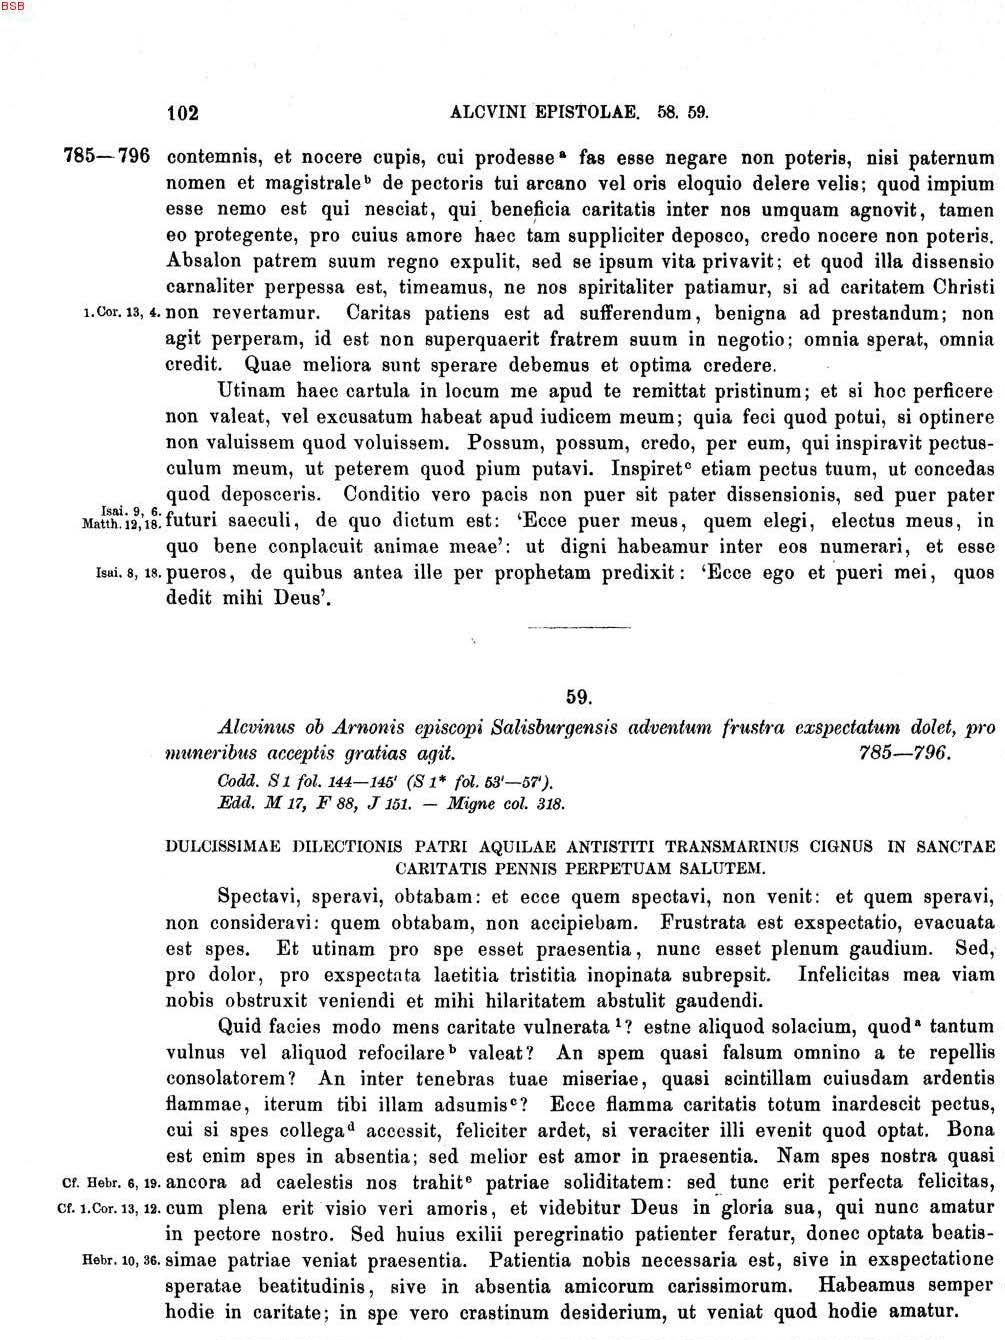 BSB
102 ALCVINI EPISTOLAE. 58. 59.
785—796 contemnis, et nocere cupis, cui prodesse a fas esse negare non poteris, nisi paternum
nomen et magistrale b de pectoris tui arcano vel oris eloquio delere velis; quod impium
esse nemo est qui nesciat, qui beneficia caritatis inter nos umquam agnovit, tamen
eo protegente, pro cuius amore haec tam suppliciter deposco, credo nocere non poteris.
Absalon patrem suum regno expulit, sed se ipsum vita privavit; et quod illa dissensio
carnaliter perpessa est, timeamus, ne nos spiritaliter patiamur, si ad caritatem Christi
1. Cor. 13, 4. non revertamur. Caritas patiens est ad sufferendum, benigna ad prestandum; non
agit perperam, id est non superquaerit fratrem suum in negotio; omnia sperat, omnia
credit. Quae meliora sunt sperare debemus et optima credere.
Utinam haec cartula in locum me apud te remittat pristinum; et si hoc perficere
non valeat, vel excusatum habeat apud iudicem meum; quia feci quod potui, si optinere
non valuissem quod voluissem. Possum, possum, credo, per eum, qui inspiravit pectus-
culum meum, ut peterem quod pium putavi. Inspiret c etiam pectus tuum, ut concedas
quod deposceris. Conditio vero pacis non puer sit pater dissensionis, sed puer pater
Isai. 9, 6.
Matth. 12, 18. futuri saeculi, de quo dictum est: ‘Ecce puer meus, quem elegi, electus meus, in
quo bene conplacuit animae meae’: ut digni habeamur inter eos numerari, et esse
Isai. 8, 18. pueros, de quibus antea ille per prophetam predixit: ‘Ecce ego et pueri mei, quos
dedit mihi Deus’.
59.
Alcvinus ob Arnonis episcopi Salisburgensis adventum frustra exspectatum dolet, pro
muneribus acceptis gratias agit. 785—796.
Codd. S 1 fol. 144—145' (S 1* fol. 53'—57').
Edd. M 17, F 88, J 151. — Migne col. 318.
DULCISSIMAE DILECTIONIS PATRI AQUILAE ANTISTITI TRANSMARINUS CIGNUS IN SANCTAE
CARITATIS PENNIS PERPETUAM SALUTEM.
Spectavi, speravi, obtabam: et ecce quem spectavi, non venit: et quem speravi,
non consideravi: quem obtabam, non accipiebam. Frustrata est exspectatio, evacuata
est spes. Et utinam pro spe esset praesentia, nunc esset plenum gaudium. Sed,
pro dolor, pro exspectata laetitia tristitia inopinata subrepsit. Infelicitas mea viam
nobis obstruxit veniendi et mihi hilaritatem abstulit gaudendi.
Quid facies modo mens caritate vulnerata 1? estne aliquod solacium, quod a tantum
vulnus vel aliquod refocilare b valeat? An spem quasi falsum omnino a te repellis
consolatorem? An inter tenebras tuae miseriae, quasi scintillam cuiusdam ardentis
flammae, iterum tibi illam adsumis c? Ecce flamma caritatis totum inardescit pectus,
cui si spes collega d accessit, feliciter ardet, si veraciter illi evenit quod optat. Bona
est enim spes in absentia; sed melior est amor in praesentia. Nam spes nostra quasi
Cf. Hebr. 6, 19. ancora ad caelestis nos trahit e patriae soliditatem: sed tunc erit perfecta felicitas,
Cf. 1. Cor. 13, 12. cum plena erit visio veri amoris, et videbitur Deus in gloria sua, qui nunc amatur
in pectore nostro. Sed huius exilii peregrinatio patienter feratur, donec optata beatis-
Hebr. 10, 36. simae patriae veniat praesentia. Patientia nobis necessaria est, sive in exspectatione
speratae beatitudinis, sive in absentia amicorum carissimorum. Habeamus semper
hodie in caritate; in spe vero crastinum desiderium, ut veniat quod hodie amatur.